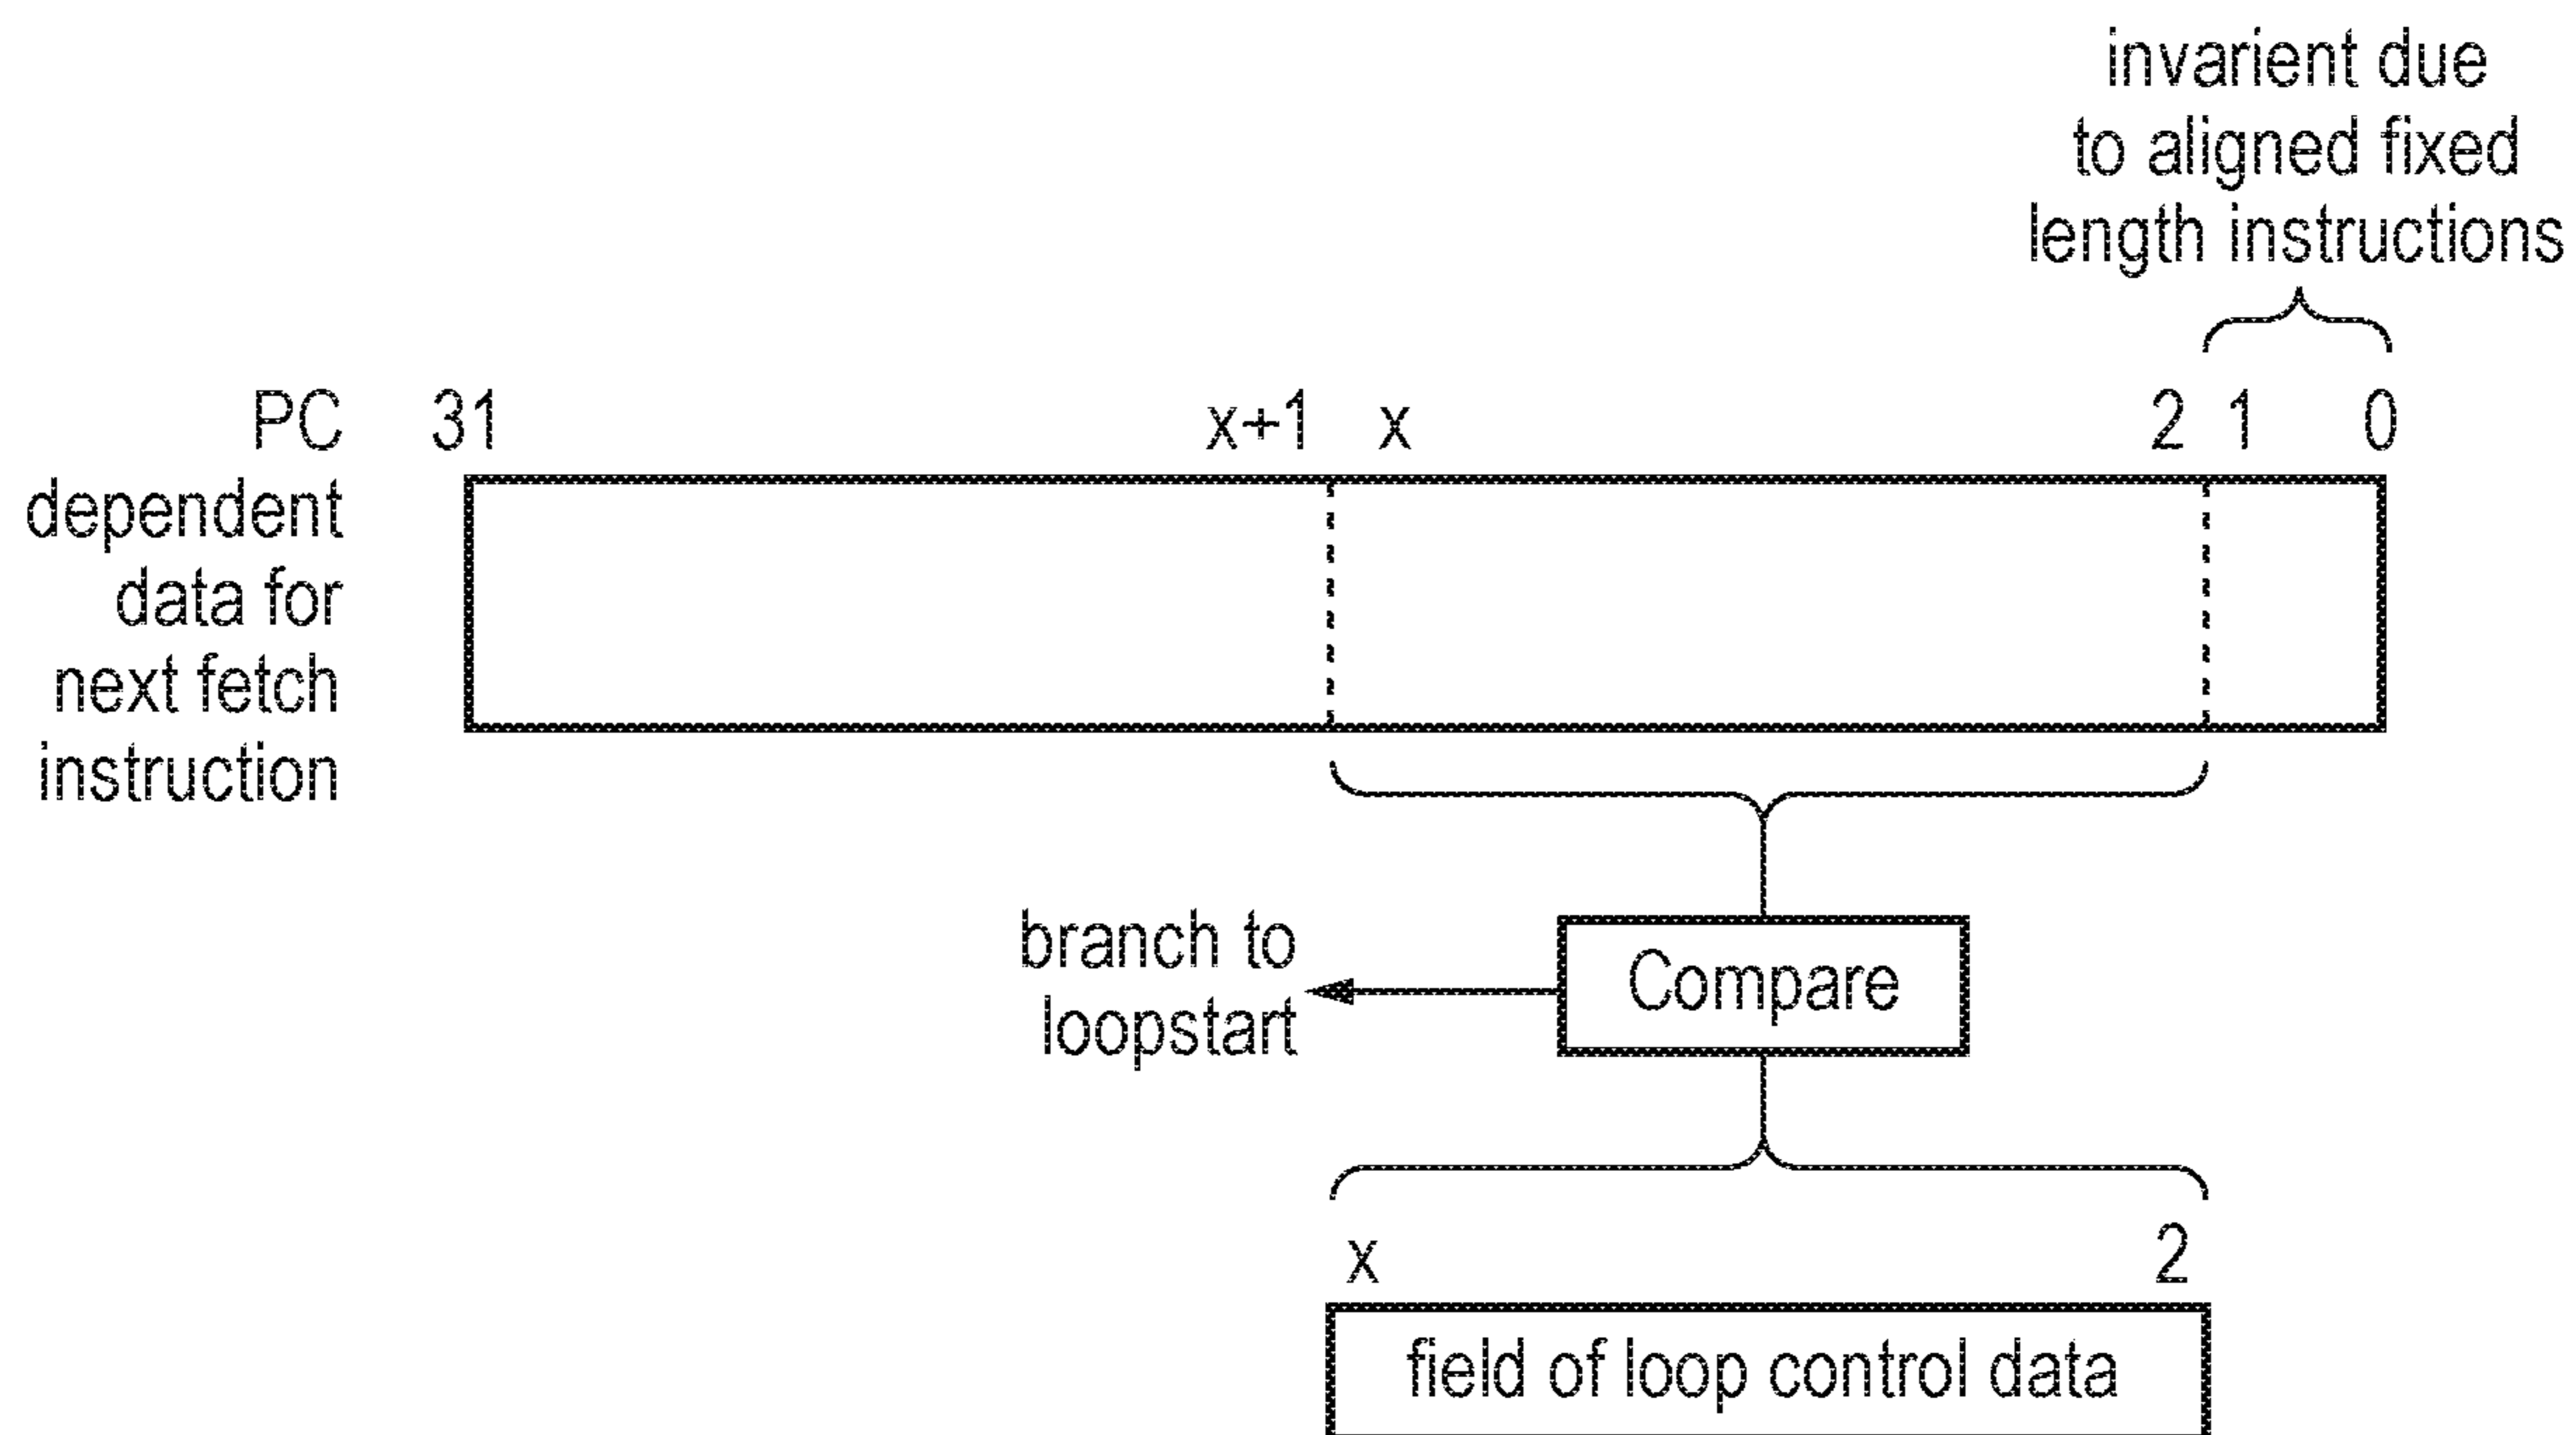 invarient due
to aligned fixed
length instructions
PC
dependent
data for
next fetch
instruction
31 x+1 x 2 1 0
branch to
loopstart
Compare
x 2
field of loop control data